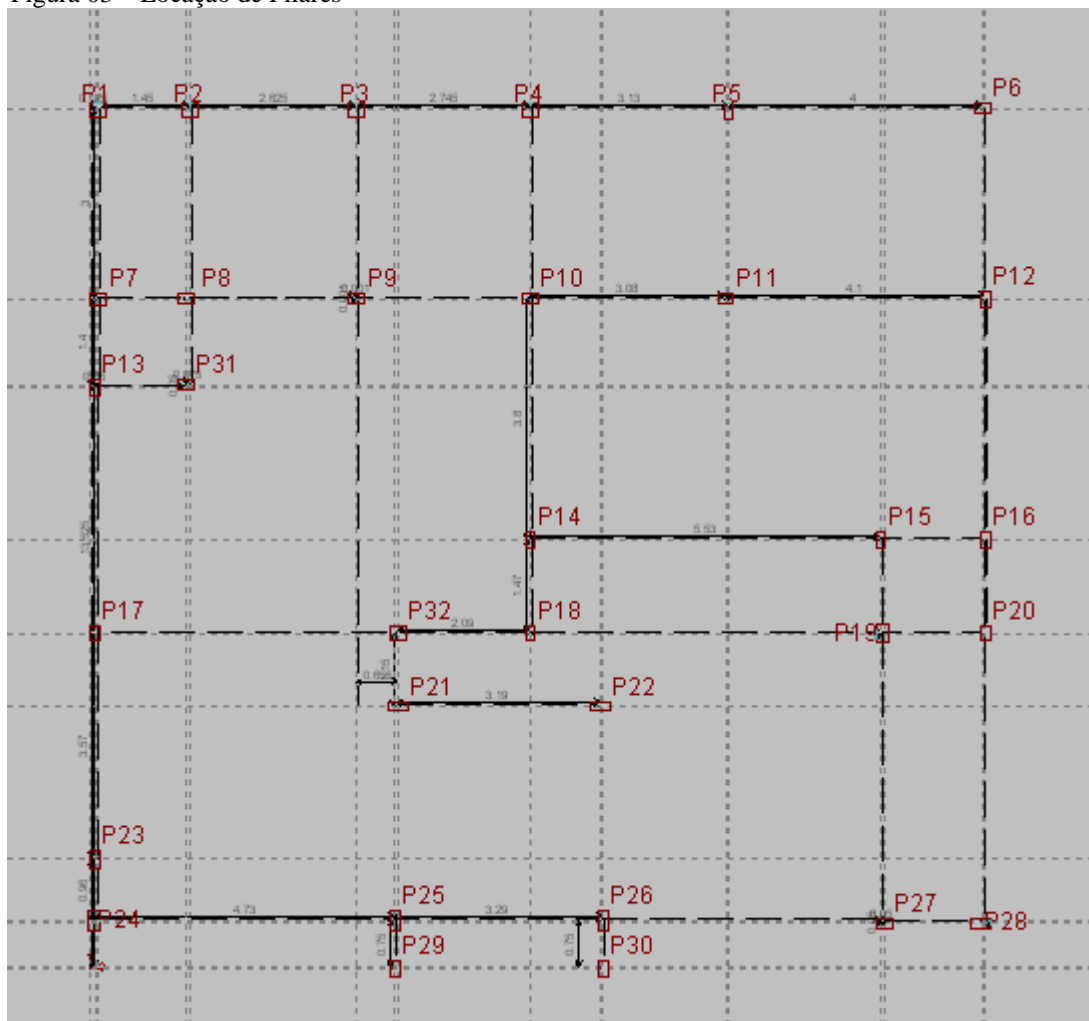 Figura 03 – Locação de Pilares
P1 P2 P3 P4 P5 P6
1.45 2.625 2.745 3.13 4
3
P7 P8 P9 P10 P11 P12
3.08 4.1
1.4
P13 P31
3.8
P14 P15 P16
5.53
1.47
P17 P32 P18 P19 P20
2.09
P21 P22
3.19
3.57
P23
0.98
P24 P25 P26 P27 P28
4.73 3.29
P29 P30
0.75 0.75